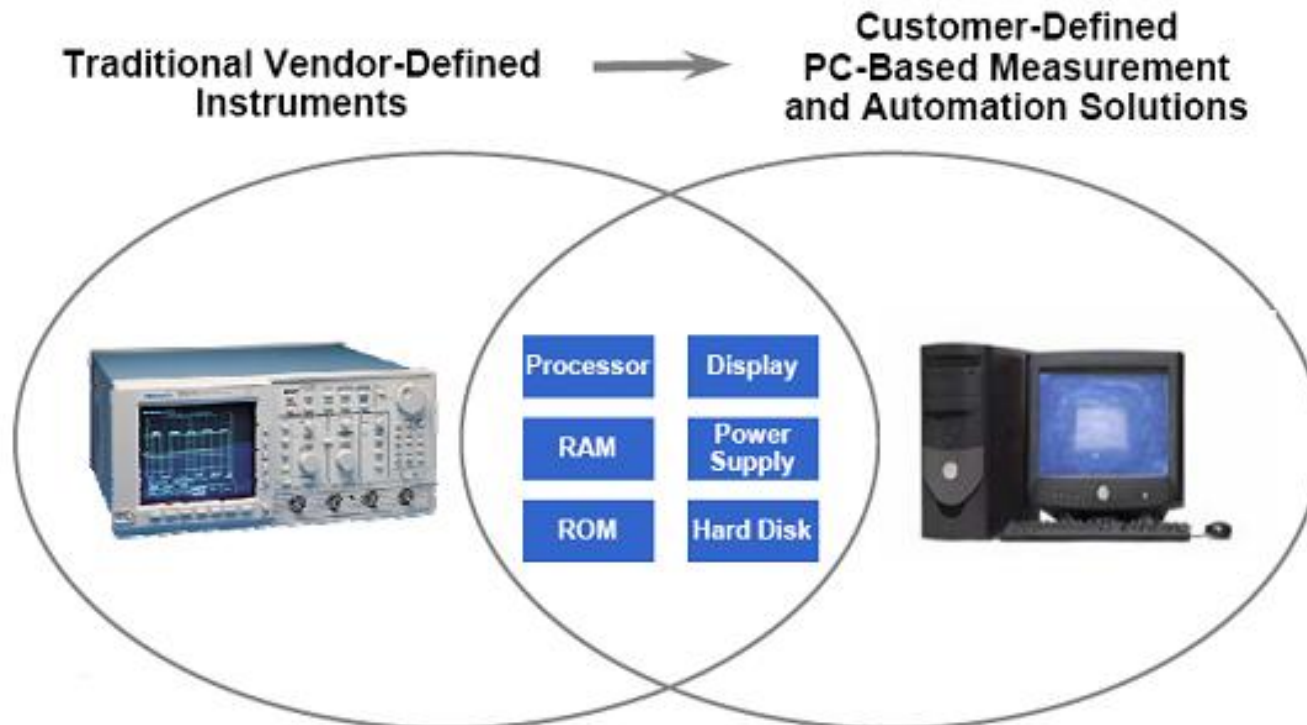 Traditional Vendor-Defined
Instruments
Customer-Defined
PC-Based Measurement
and Automation Solutions
Processor
Display
RAM
Power
Supply
ROM
Hard Disk